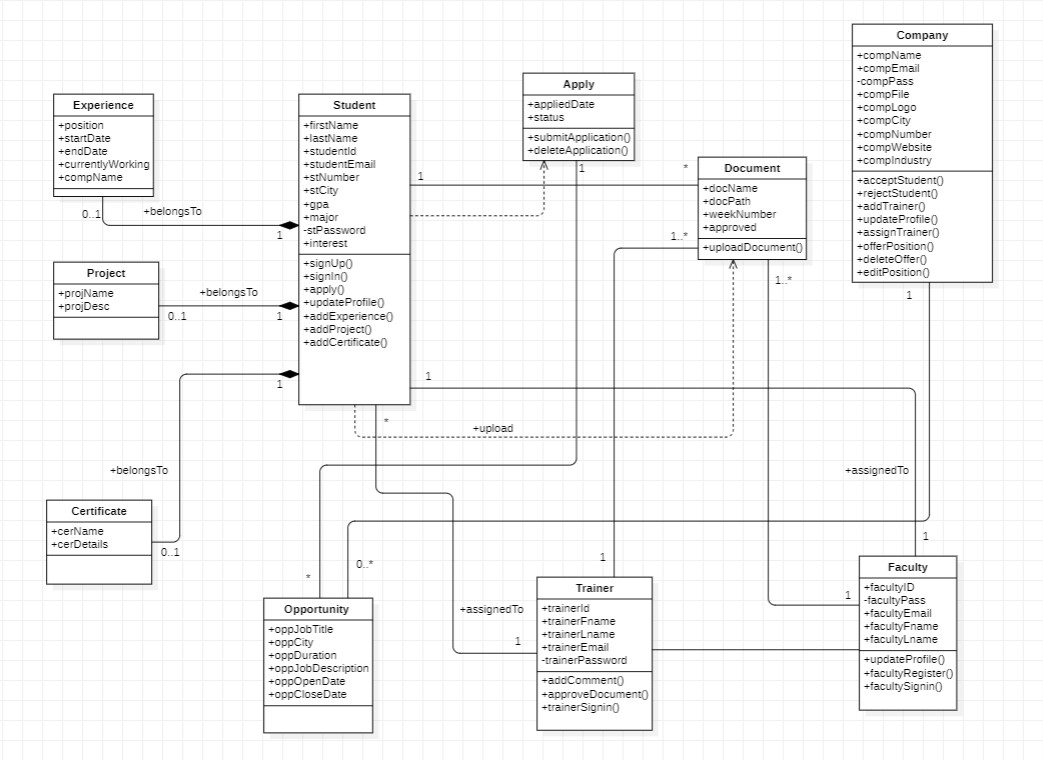 Company
+compName
+compEmail
-compPass
+compFile
+compLogo
+compCity
+compNumber
+compWebsite
+compIndustry
+acceptStudent()
+rejectStudent()
+addTrainer()
+updateProfile()
+assignTrainer()
+offerPosition()
+deleteOffer()
+editPosition()
1
Apply
+appliedDate
+status
+submitApplication()
+deleteApplication()
1
Experience
+position
+startDate
+endDate
+currentlyWorking
+compName
0..1
+belongsTo
1
Student
+firstName
+lastName
+studentId
+studentEmail
+stNumber
+stCity
+gpa
+major
-stPassword
+interest
+signUp()
+signIn()
+apply()
+updateProfile()
+addExperience()
+addProject()
+addCertificate()
1
*
Document
+docName
+docPath
+weekNumber
+approved
+uploadDocument()
1..*
1..*
Project
+projName
+projDesc
+belongsTo
0..1
1
1
1
*
+upload
+belongsTo
+assignedTo
Certificate
+cerName
+cerDetails
0..1
1
0..*
*
1
Opportunity
+oppJobTitle
+oppCity
+oppDuration
+oppJobDescription
+oppOpenDate
+oppCloseDate
+assignedTo
1
Trainer
+trainerId
+trainerFname
+trainerLname
+trainerEmail
-trainerPassword
+addComment()
+approveDocument()
+trainerSignin()
1
Faculty
+facultyID
-facultyPass
+facultyEmail
+facultyFname
+facultyLname
+updateProfile()
+facultyRegister()
+facultySignin()